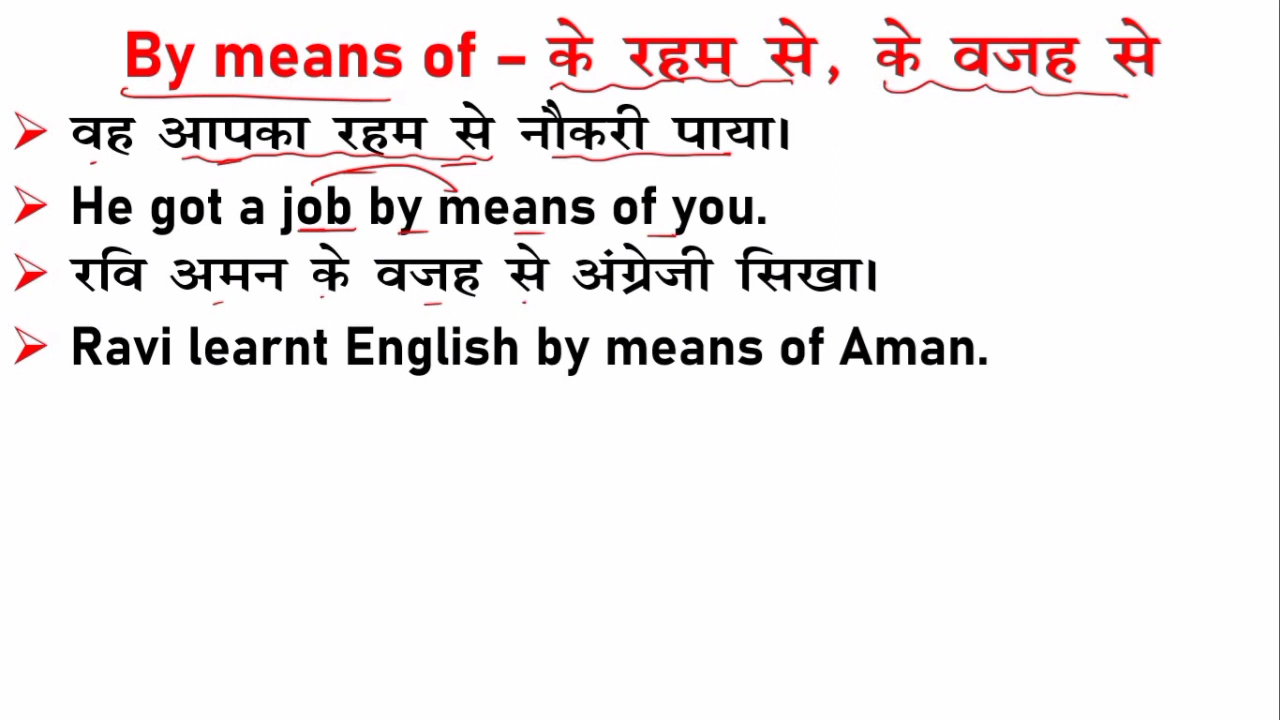 By means of – के रहम से, के वजह से
वह आपका रहम से नौकरी पाया।
He got a job by means of you.
रवि अमन के वजह से अंग्रेजी सिखा।
Ravi learnt English by means of Aman.